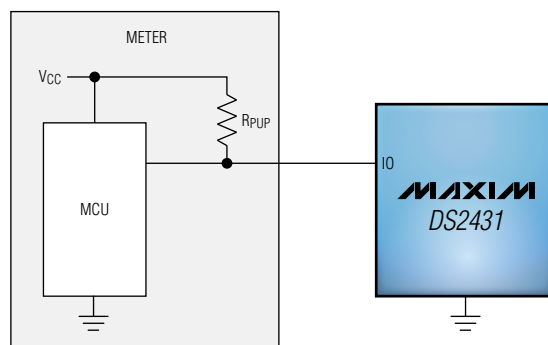 METER
VCC
RPUP
IO
MCU
MAXIM
DS2431